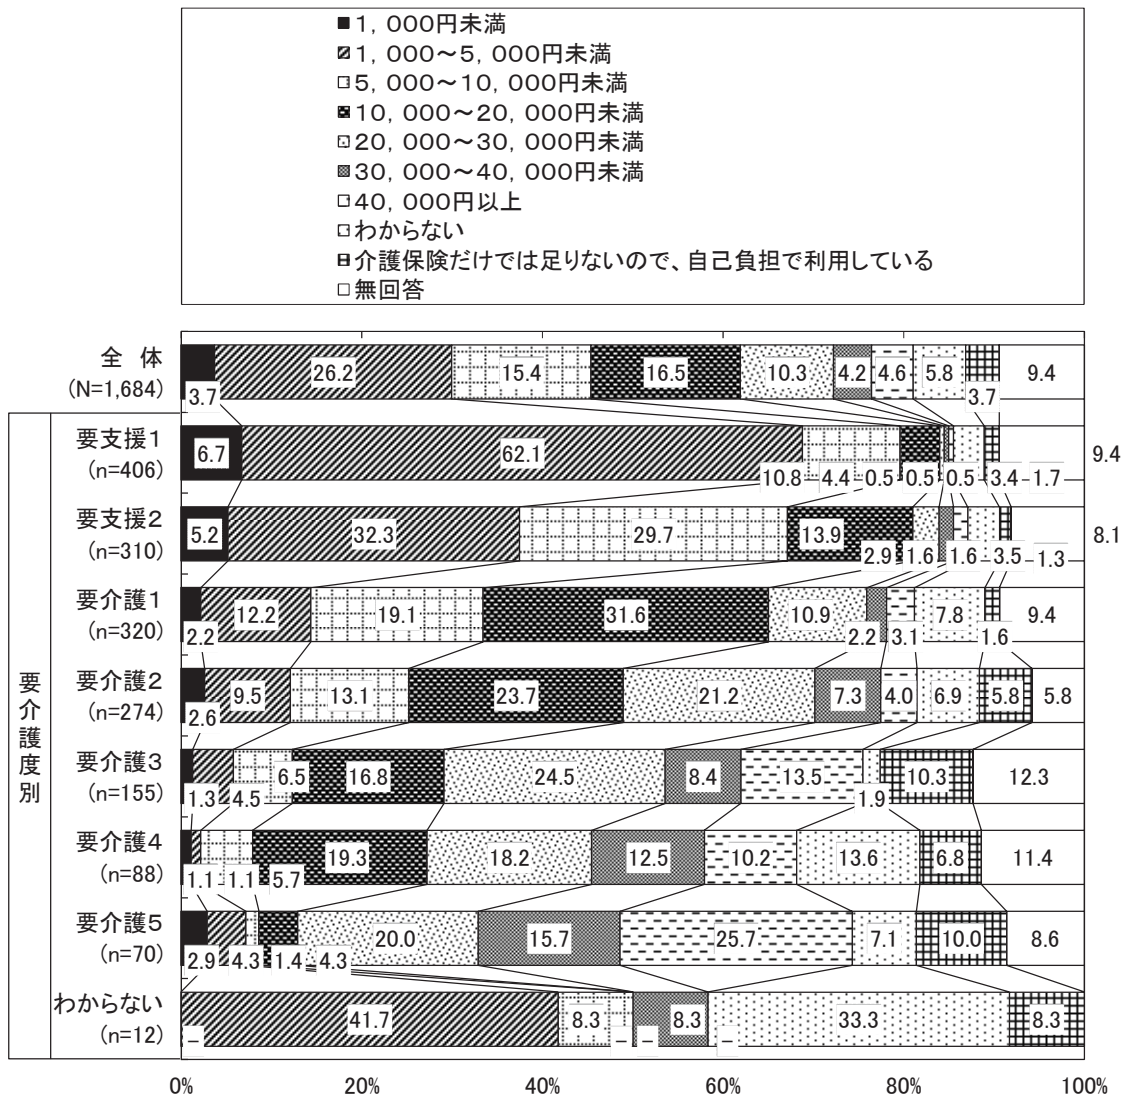 1，000円未満
1，000～5，000円未満
5，000～10，000円未満
10，000～20，000円未満
20，000～30，000円未満
30，000～40，000円未満
40，000円以上
わからない
介護保険だけでは足りないので、自己負担で利用している
無回答
全 体
(N=1,684)
3.7 26.2 15.4 16.5 10.3 4.2 4.6 5.8 3.7 9.4
要介護度別
要支援1
(n=406)
6.7 62.1 10.8 4.4 0.5 0.5 0.5 3.4 1.7 9.4
要支援2
(n=310)
5.2 32.3 29.7 13.9 2.9 1.6 1.6 3.5 1.3 8.1
要介護1
(n=320)
2.2 12.2 19.1 31.6 10.9 2.2 3.1 7.8 1.6 9.4
要介護2
(n=274)
2.6 9.5 13.1 23.7 21.2 7.3 4.0 6.9 5.8 5.8
要介護3
(n=155)
1.3 4.5 6.5 16.8 24.5 8.4 13.5 1.9 10.3 12.3
要介護4
(n=88)
1.1 1.1 5.7 19.3 18.2 12.5 10.2 13.6 6.8 11.4
要介護5
(n=70)
2.9 4.3 1.4 4.3 20.0 15.7 25.7 7.1 10.0 8.6
わからない
(n=12)
– 41.7 8.3 – – 8.3 – 33.3 8.3
0% 20% 40% 60% 80% 100%